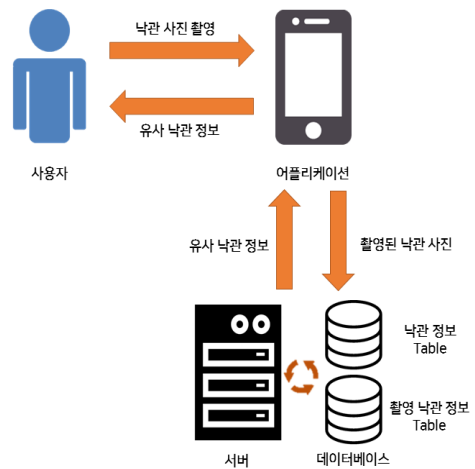 낙관 사진 촬영
유사 낙관 정보
사용자
어플리케이션
유사 낙관 정보
촬영된 낙관 사진
낙관 정보
Table
촬영 낙관 정보
Table
서버
데이터베이스